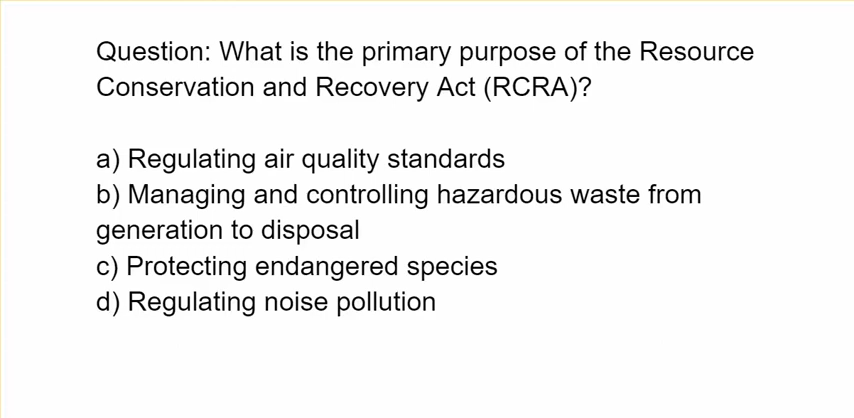 Question: What is the primary purpose of the Resource
Conservation and Recovery Act (RCRA)?
a) Regulating air quality standards
b) Managing and controlling hazardous waste from
generation to disposal
c) Protecting endangered species
d) Regulating noise pollution